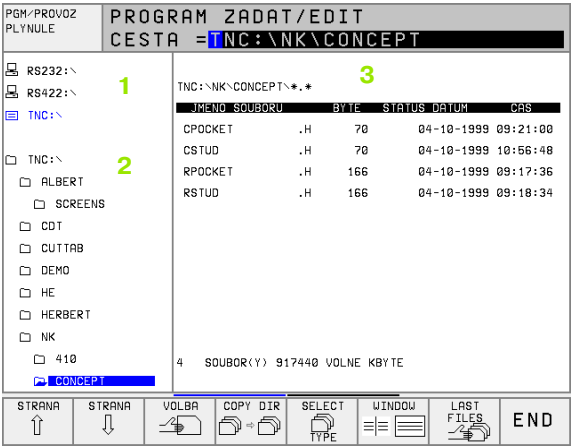 PGM/PROVOZ
PLYNULE
PROGRAM ZADAT/EDIT
CESTA =TNC:\NK\CONCEPT
RS232:\
RS422:\
TNC:\
1
TNC:\
2
ALBERT
SCREENS
CDT
CUTTAB
DEMO
HE
HERBERT
NK
410
CONCEPT
3
TNC:\NK\CONCEPT\*.*
JMENO SOUBORU BYTE STATUS DATUM CAS
CPOCKET .H 70 04-10-1999 09:21:00
CSTUD .H 70 04-10-1999 10:56:48
RPOCKET .H 166 04-10-1999 09:17:36
RSTUD .H 166 04-10-1999 09:18:34
4 SOUBOR(Y) 917440 VOLNE KBYTE
STRANA
STRANA
VOLBA
COPY DIR
SELECT
TYPE
WINDOW
LAST
FILES
END